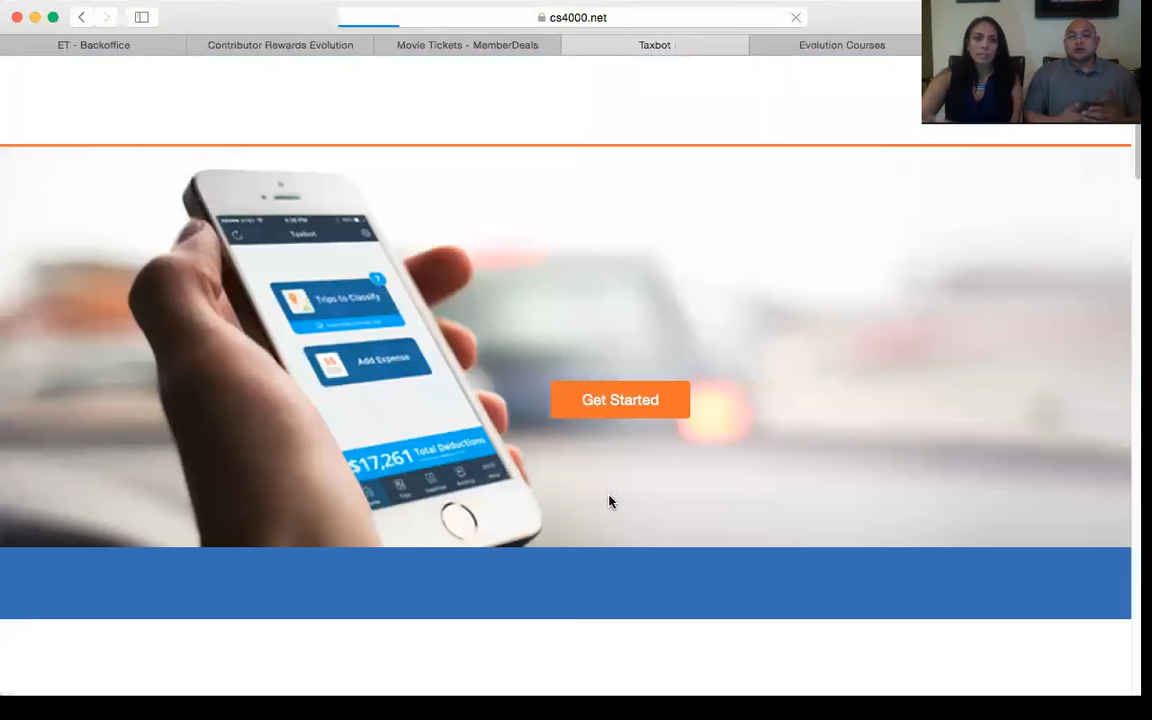 cs4000.net
ET - Backoffice
Contributor Rewards Evolution
Movie Tickets - MemberDeals
Taxbot
Evolution Courses
Taxbot
7
Trips to Classify
Add Expense
$17,261 Total Deductions
Get Started